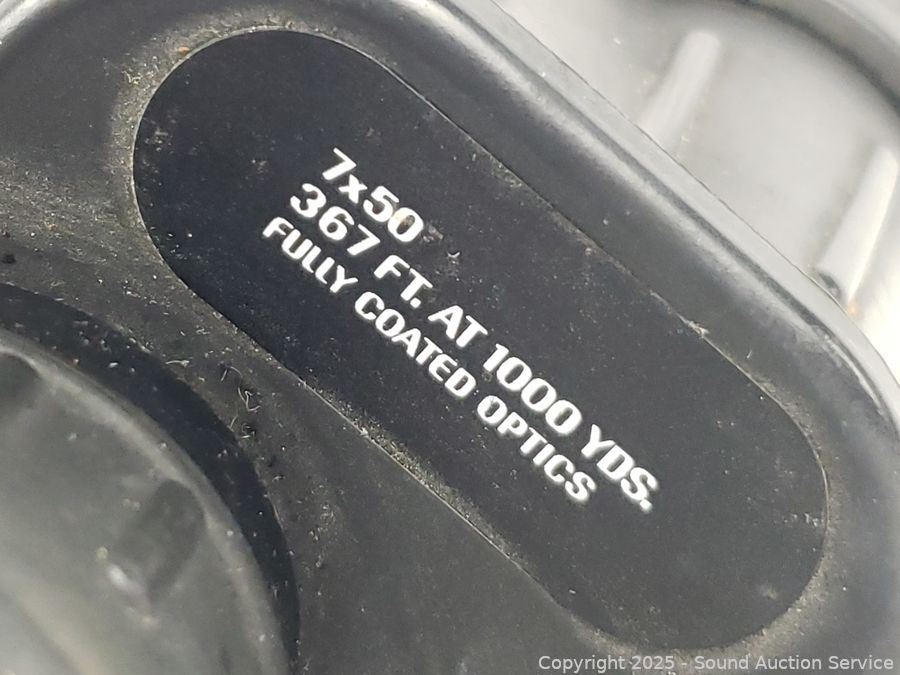 7x50
367 FT. AT 1000 YDS.
FULLY COATED OPTICS
Copyright © 2025 - Sound Auction Service